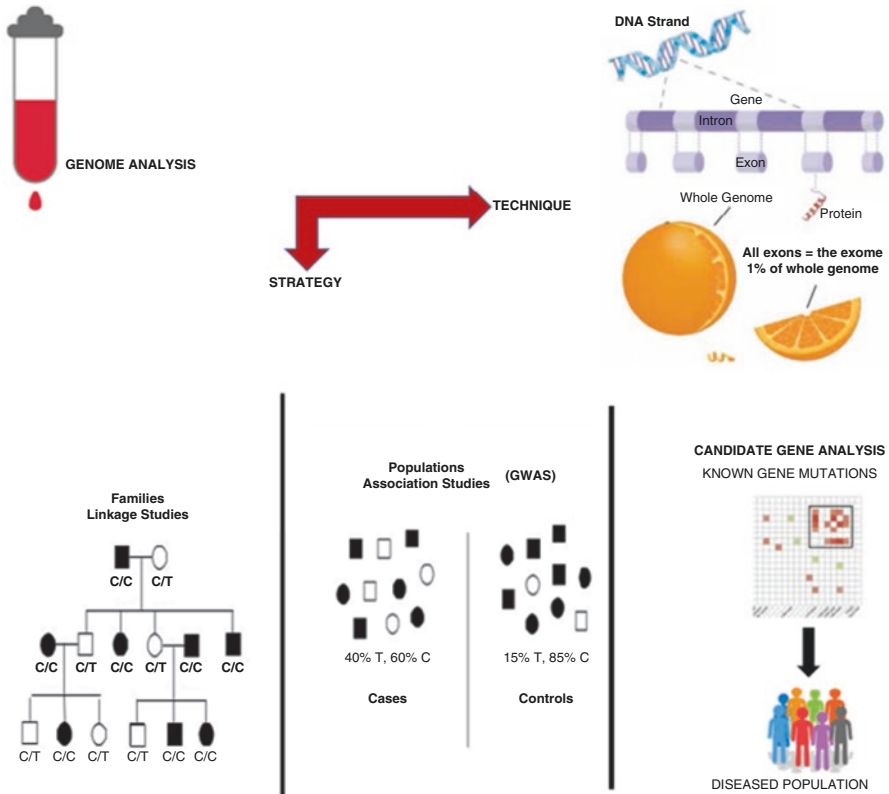 DNA Strand
Gene
Intron
Exon
GENOME ANALYSIS
TECHNIQUE
STRATEGY
Whole Genome
Protein
All exons = the exome
1% of whole genome
Families
Linkage Studies
C/C C/T
C/C C/T C/C C/T C/C C/C
C/T C/C C/T C/T C/C C/C
Populations
Association Studies (GWAS)
40% T, 60% C
15% T, 85% C
Cases
Controls
CANDIDATE GENE ANALYSIS
KNOWN GENE MUTATIONS
DISEASED POPULATION